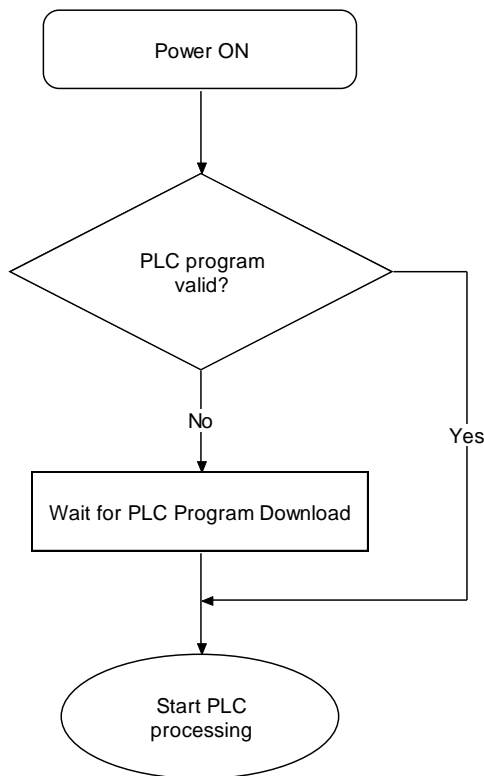 Power ON
PLC program
valid?
No
Yes
Wait for PLC Program Download
Start PLC
processing